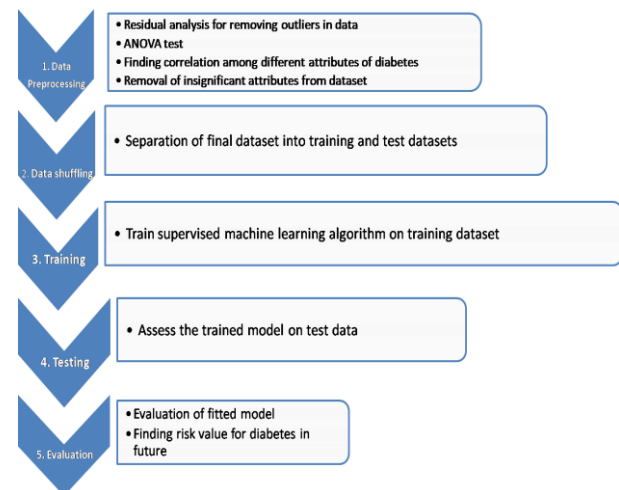 1. Data
Preprocessing
• Residual analysis for removing outliers in data
• ANOVA test
• Finding correlation among different attributes of diabetes
• Removal of insignificant attributes from dataset
2. Data shuffling
• Separation of final dataset into training and test datasets
3. Training
• Train supervised machine learning algorithm on training dataset
4. Testing
• Assess the trained model on test data
5. Evaluation
• Evaluation of fitted model
• Finding risk value for diabetes in
future